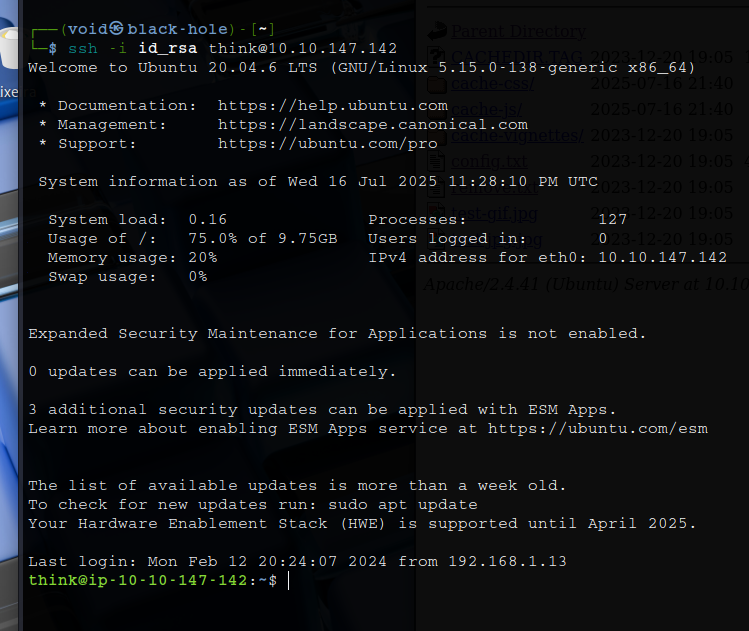 ┌──(void㉿black-hole)-[~]
└─$ ssh -i id_rsa think@10.10.147.142
Welcome to Ubuntu 20.04.6 LTS (GNU/Linux 5.15.0-138-generic x86_64)
* Documentation:  https://help.ubuntu.com
* Management:     https://landscape.canonical.com
* Support:        https://ubuntu.com/pro
System information as of Wed 16 Jul 2025 11:28:10 PM UTC
System load:  0.16               Processes:             127
Usage of /:   75.0% of 9.75GB   Users logged in:       0
Memory usage: 20%                IPv4 address for eth0: 10.10.147.142
Swap usage:   0%
Expanded Security Maintenance for Applications is not enabled.
0 updates can be applied immediately.
3 additional security updates can be applied with ESM Apps.
Learn more about enabling ESM Apps service at https://ubuntu.com/esm
The list of available updates is more than a week old.
To check for new updates run: sudo apt update
Your Hardware Enablement Stack (HWE) is supported until April 2025.
Last login: Mon Feb 12 20:24:07 2024 from 192.168.1.13
think@ip-10-10-147-142:~$
Parent Directory
CACHEDIR.TAG 2023-12-20 19:05
cache-css/ 2025-07-16 21:40
cache-js/ 2025-07-16 21:40
cache-vignettes/ 2023-12-20 19:05
config.txt 2023-12-20 19:05
2023-12-20 19:05
test-gif.jpg 2023-12-20 19:05
2023-12-20 19:05
Apache/2.4.41 (Ubuntu) Server at 10.10